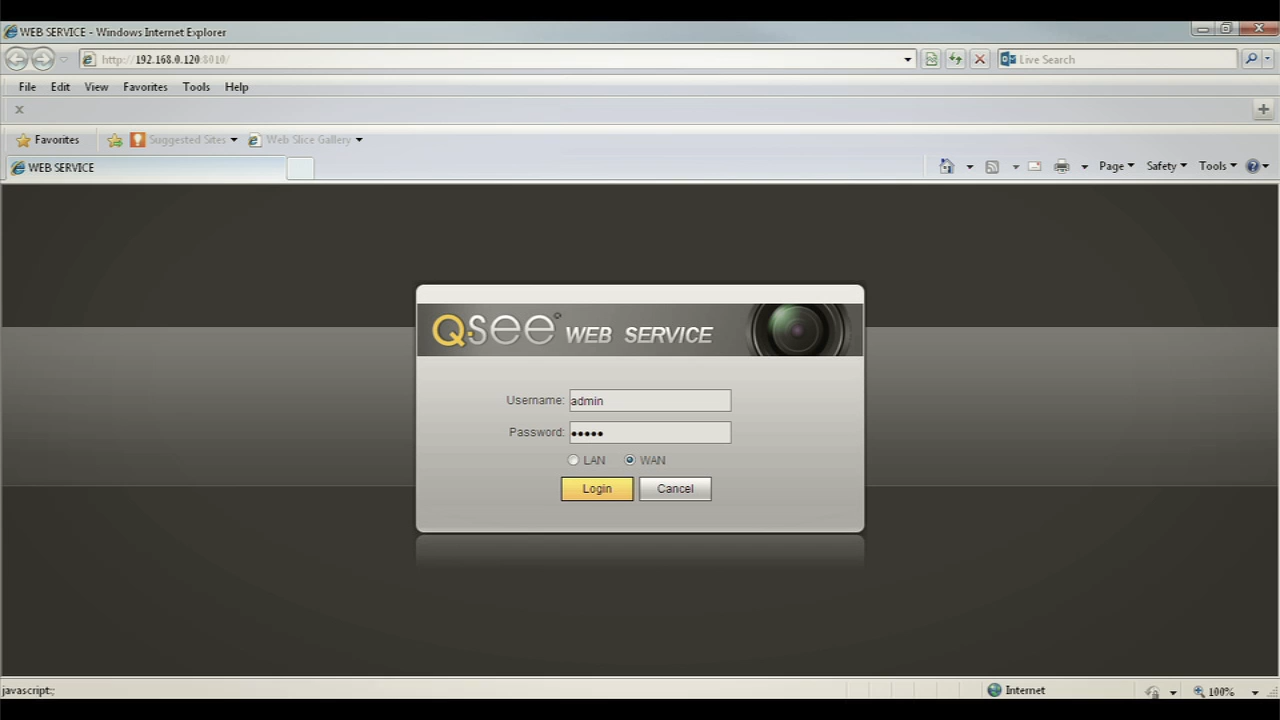 WEB SERVICE - Windows Internet Explorer
http://192.168.0.120:8010/
Live Search
File Edit View Favorites Tools Help
x
Favorites Suggested Sites Web Slice Gallery
WEB SERVICE
Page Safety Tools
Q-SEE WEB SERVICE
Username: admin
Password: •••••
LAN WAN
Login Cancel
javascript:; Internet 100%